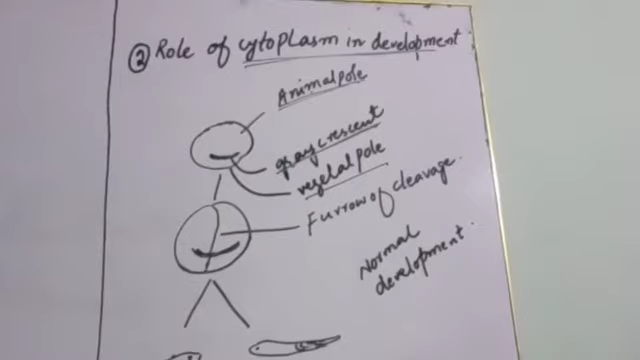 ② Role of cytoplasm in development
Animal pole
gray crescent
vegetal pole
Furrow of cleavage.
Normal
development.